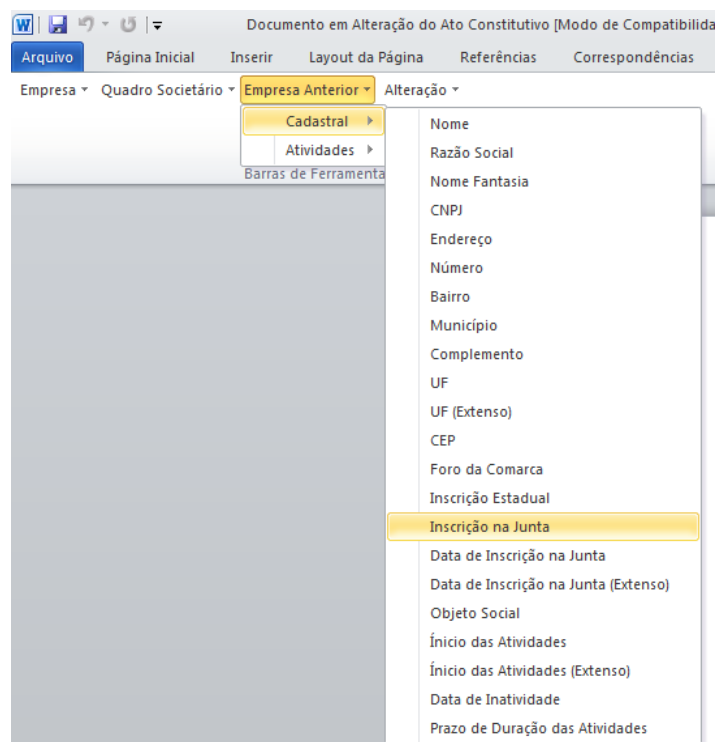 Documento em Alteração do Ato Constitutivo [Modo de Compatibilida
Arquivo Página Inicial Inserir Layout da Página Referências Correspondências
Empresa Quadro Societário Empresa Anterior Alteração
Cadastral
Atividades
Barras de Ferramenta
Nome
Razão Social
Nome Fantasia
CNPJ
Endereço
Número
Bairro
Município
Complemento
UF
UF (Extenso)
CEP
Foro da Comarca
Inscrição Estadual
Inscrição na Junta
Data de Inscrição na Junta
Data de Inscrição na Junta (Extenso)
Objeto Social
Ínicio das Atividades
Ínicio das Atividades (Extenso)
Data de Inatividade
Prazo de Duração das Atividades